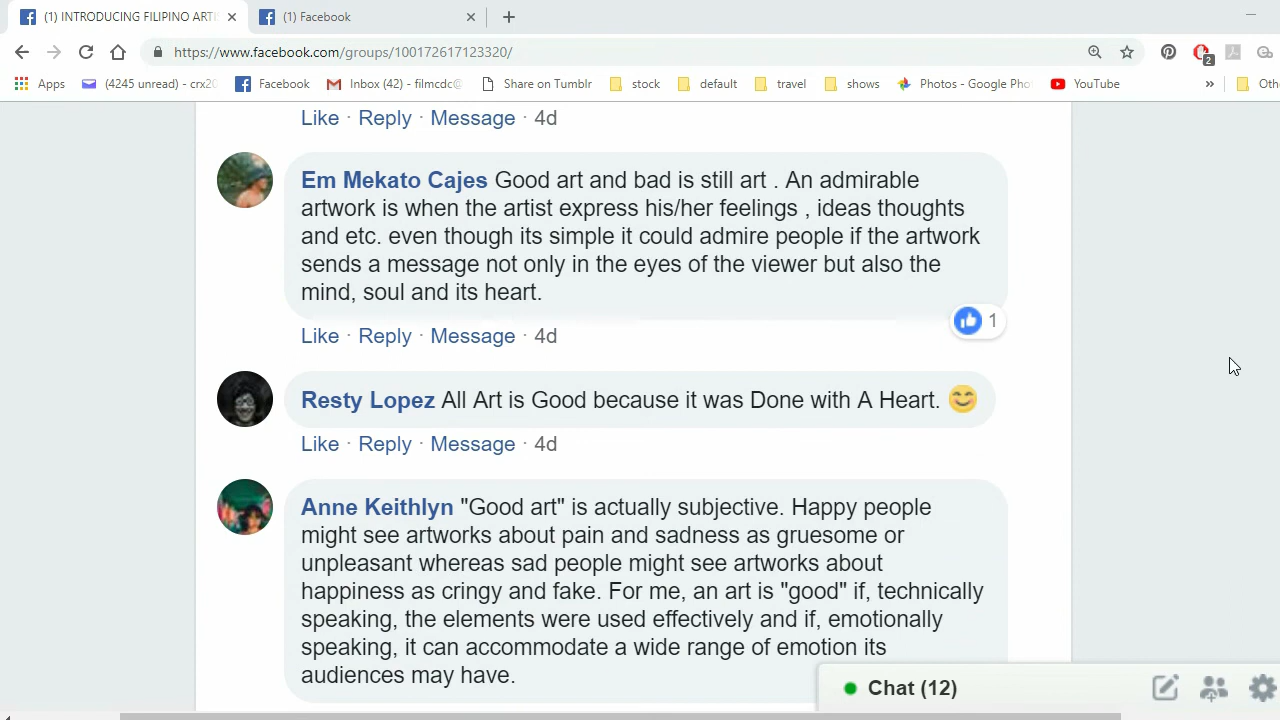 (1) INTRODUCING FILIPINO ARTI
(1) Facebook
https://www.facebook.com/groups/100172617123320/
2
Apps
(4245 unread) - crx20
Facebook
Inbox (42) - filmcdc@
Share on Tumblr
stock
default
travel
shows
Photos - Google Pho
YouTube
»
Oth
Like · Reply · Message · 4d
Em Mekato Cajes Good art and bad is still art . An admirable
artwork is when the artist express his/her feelings , ideas thoughts
and etc. even though its simple it could admire people if the artwork
sends a message not only in the eyes of the viewer but also the
mind, soul and its heart.
1
Like · Reply · Message · 4d
Resty Lopez All Art is Good because it was Done with A Heart. 😊
Like · Reply · Message · 4d
Anne Keithlyn "Good art" is actually subjective. Happy people
might see artworks about pain and sadness as gruesome or
unpleasant whereas sad people might see artworks about
happiness as cringy and fake. For me, an art is "good" if, technically
speaking, the elements were used effectively and if, emotionally
speaking, it can accommodate a wide range of emotion its
audiences may have.
Chat (12)